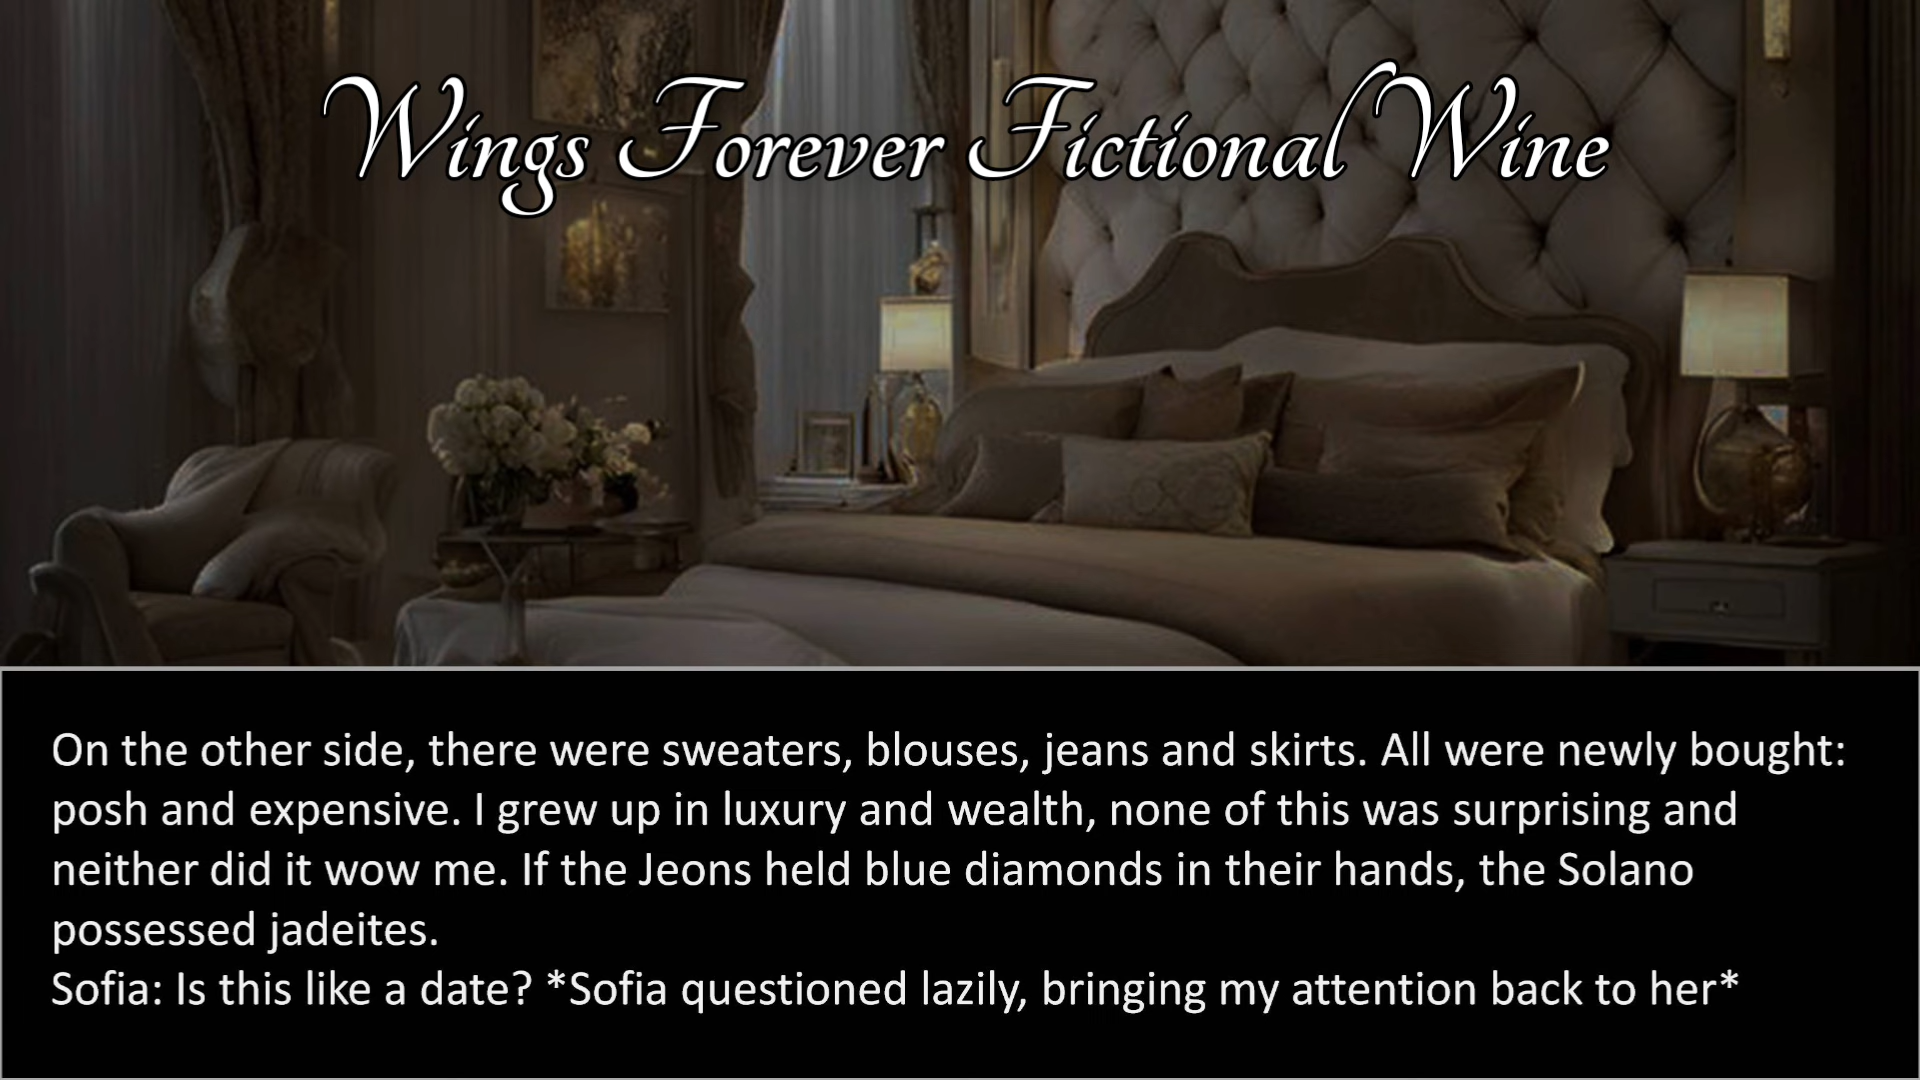 Wings Forever Fictional Wine
On the other side, there were sweaters, blouses, jeans and skirts. All were newly bought:
posh and expensive. I grew up in luxury and wealth, none of this was surprising and
neither did it wow me. If the Jeons held blue diamonds in their hands, the Solano
possessed jadeites.
Sofia: Is this like a date? *Sofia questioned lazily, bringing my attention back to her*